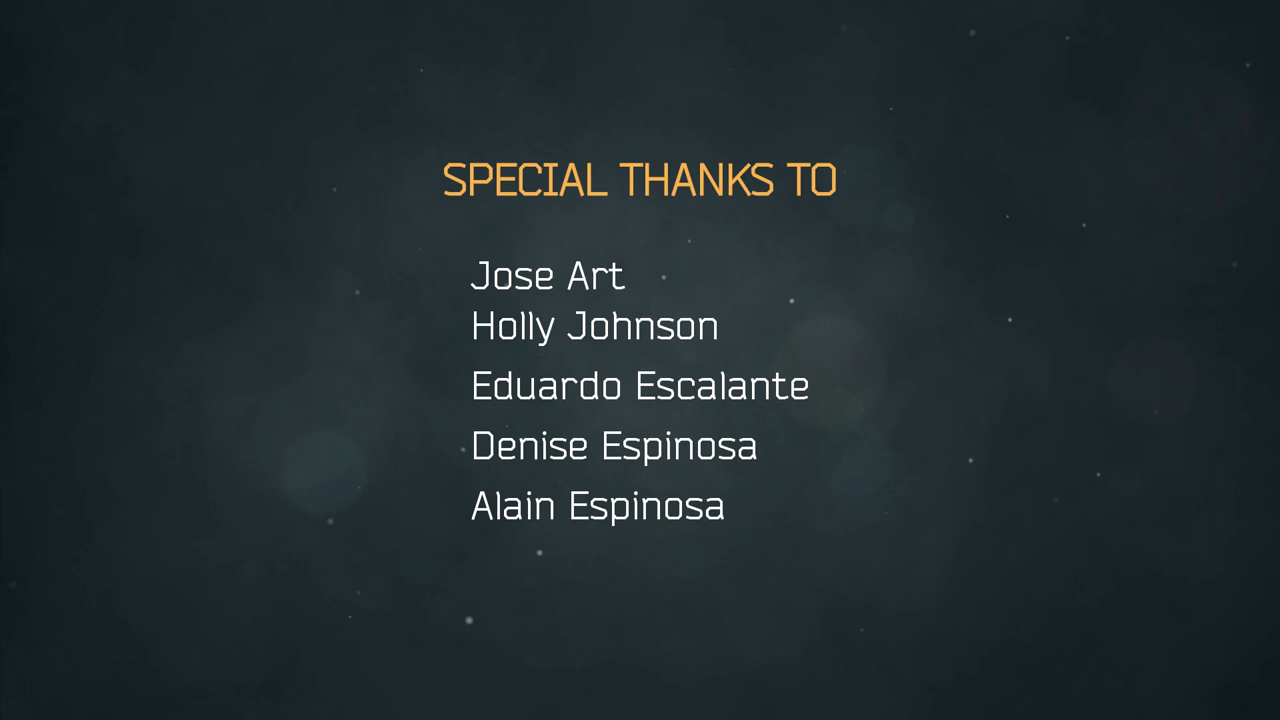 SPECIAL THANKS TO
Jose Art
Holly Johnson
Eduardo Escalante
Denise Espinosa
Alain Espinosa